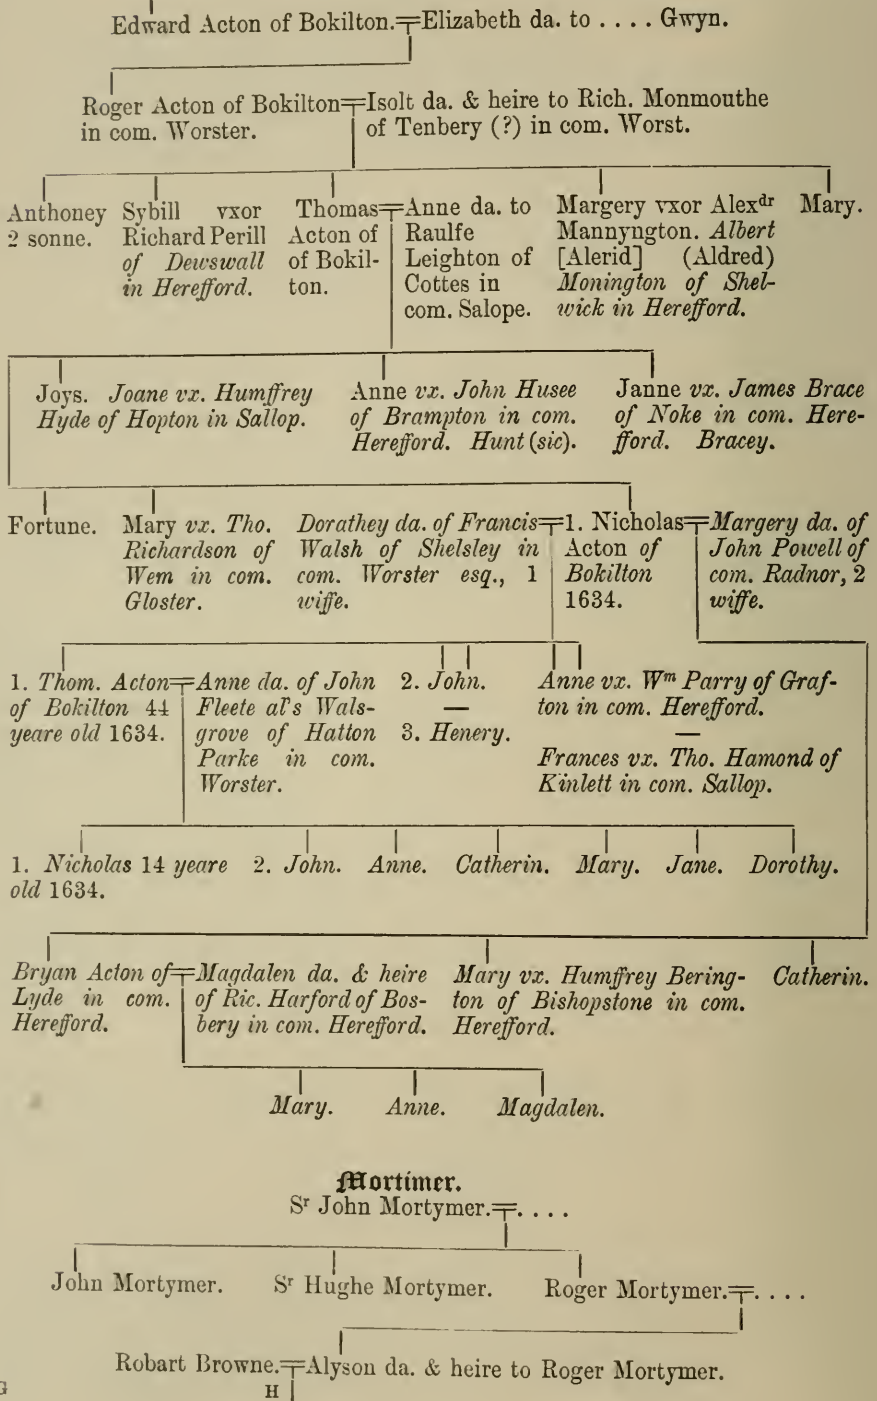 Edward Acton of Bokilton.=Elizabeth da. to . . . . Gwyn.
Roger Acton of Bokilton=Isolt da. & heire to Rich. Monmouthe
in com. Worster. of Tenbery (?) in com. Worst.
Anthoney
2 sonne.
Sybill vxor
Richard Perill
of Dewswall
in Herefford.
Thomas=
Acton of
of Bokil-
ton.
Anne da. to
Raulfe
Leighton of
Cottes in
com. Salope.
Margery vxor Alexdr
Mannyngton. Albert
[Alerid] (Aldred)
Monington of Shel-
wick in Herefford.
Mary.
Joys. Joane vx. Humffrey
Hyde of Hopton in Sallop.
Anne vx. John Husee
of Brampton in com.
Herefford. Hunt (sic).
Janne vx. James Brace
of Noke in com. Here-
fford. Bracey.
Fortune.
Mary vx. Tho.
Richardson of
Wem in com.
Gloster.
Dorathey da. of Francis=
Walsh of Shelsley in
com. Worster esq., 1
wiffe.
1. Nicholas=
Acton of
Bokilton
1634.
Margery da. of
John Powell of
com. Radnor, 2
wiffe.
1. Thom. Acton=
of Bokilton 44
yeare old 1634.
Anne da. of John
Fleete al's Wals-
grove of Hatton
Parke in com.
Worster.
2. John.
—
3. Henery.
Anne vx. Wm Parry of Graf-
ton in com. Herefford.
—
Frances vx. Tho. Hamond of
Kinlett in com. Sallop.
1. Nicholas 14 yeare
old 1634.
2. John. Anne. Catherin. Mary. Jane. Dorothy.
Bryan Acton of=
Lyde in com.
Herefford.
Magdalen da. & heire
of Ric. Harford of Bos-
bery in com. Herefford.
Mary vx. Humffrey Bering-
ton of Bishopstone in com.
Herefford.
Catherin.
Mary. Anne. Magdalen.
Mortimer.
Sr John Mortymer.=. . . .
John Mortymer. Sr Hughe Mortymer. Roger Mortymer.=. . . .
Robart Browne.=Alyson da. & heire to Roger Mortymer.
G
H